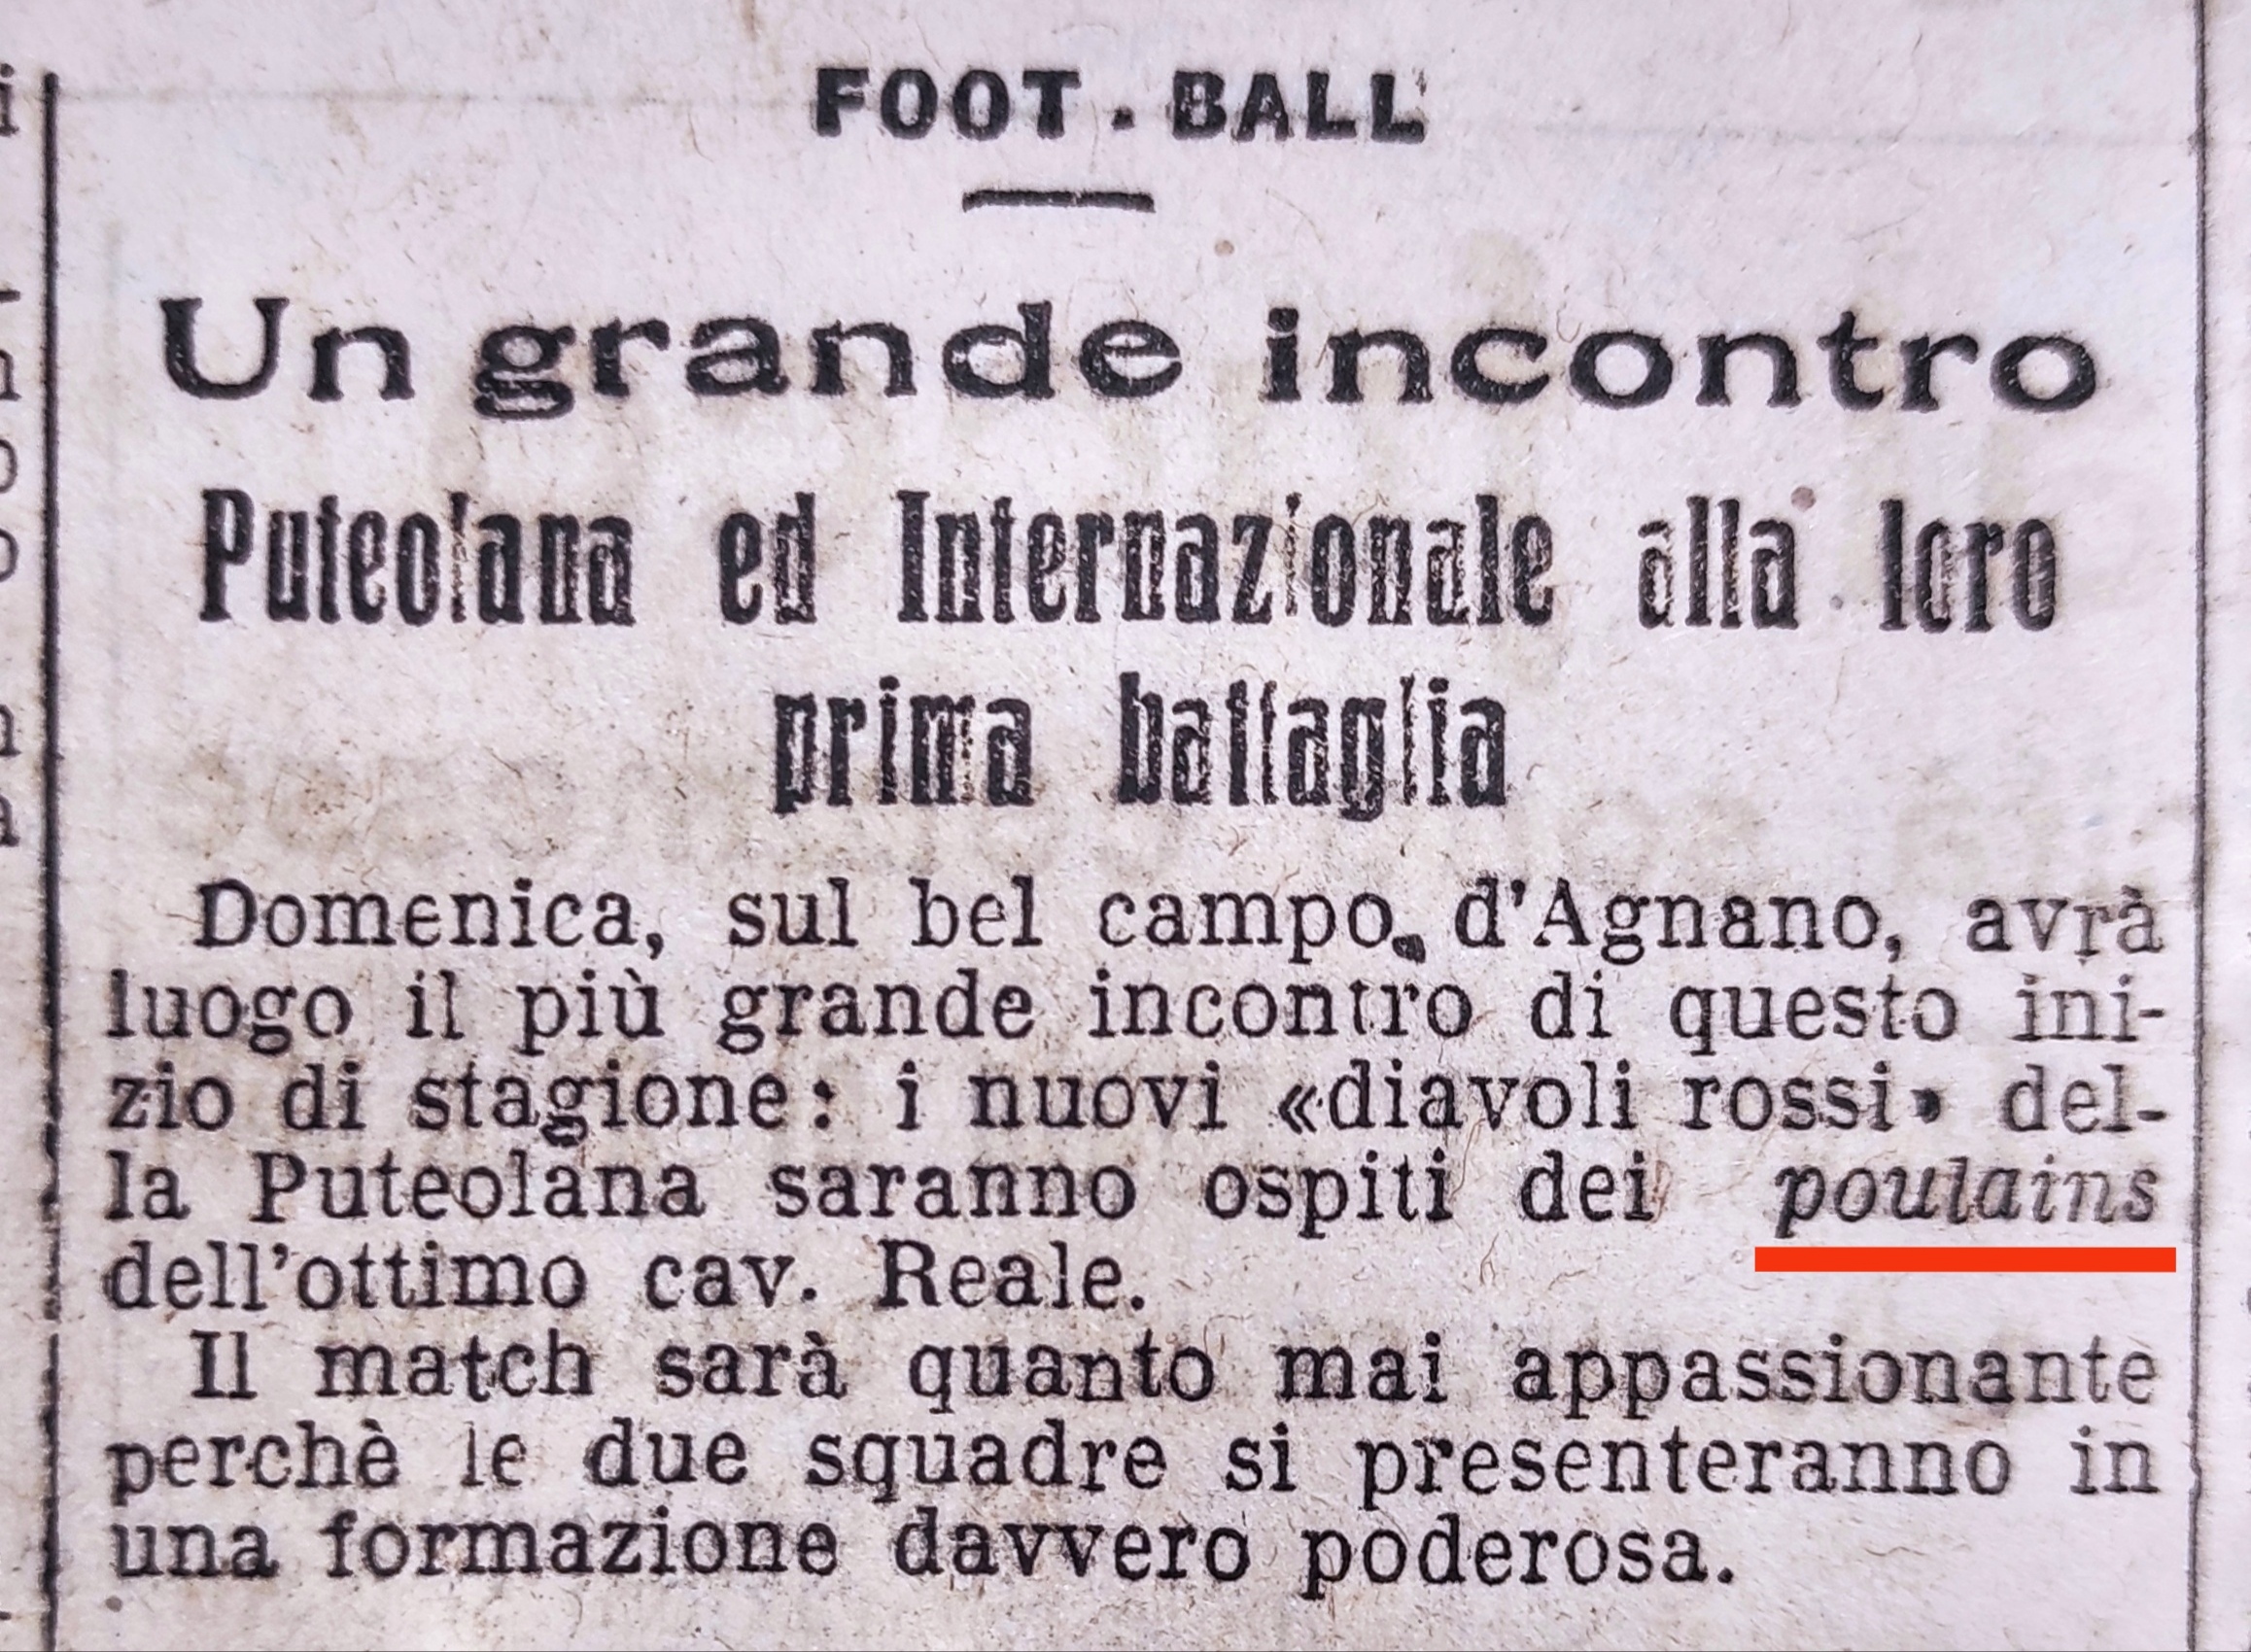 FOOT-BALL
Un grande incontro
Puteolana ed Internazionale alla loro
prima battaglia
Domenica, sul bel campo d'Agnano, avrà
luogo il più grande incontro di questo ini-
zio di stagione: i nuovi «diavoli rossi» del-
la Puteolana saranno ospiti dei poulains
dell'ottimo cav. Reale.
Il match sarà quanto mai appassionante
perchè le due squadre si presenteranno in
una formazione davvero poderosa.